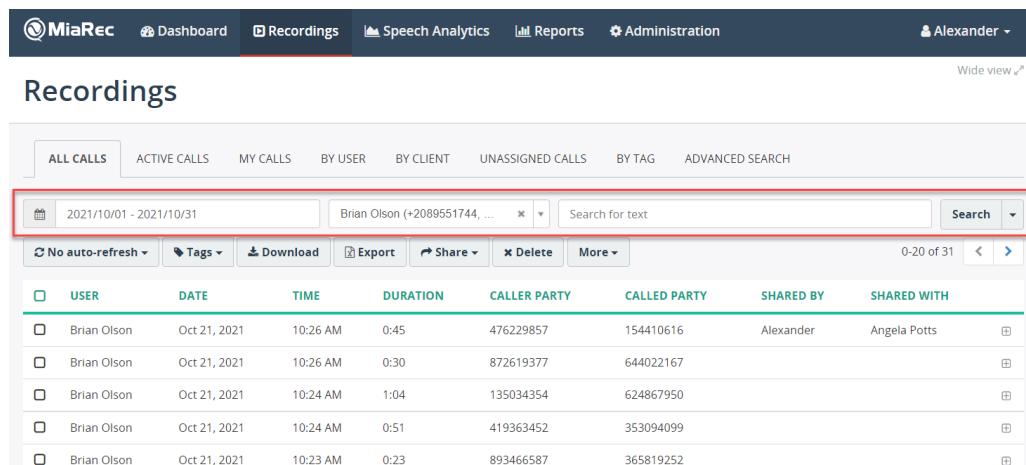 MiaRec Dashboard Recordings Speech Analytics Reports Administration Alexander
Wide view
Recordings
ALL CALLS ACTIVE CALLS MY CALLS BY USER BY CLIENT UNASSIGNED CALLS BY TAG ADVANCED SEARCH
2021/10/01 - 2021/10/31 Brian Olson (+2089551744, ... Search for text Search
No auto-refresh Tags Download Export Share Delete More 0-20 of 31
USER DATE TIME DURATION CALLER PARTY CALLED PARTY SHARED BY SHARED WITH
Brian Olson Oct 21, 2021 10:26 AM 0:45 476229857 154410616 Alexander Angela Potts
Brian Olson Oct 21, 2021 10:26 AM 0:30 872619377 644022167
Brian Olson Oct 21, 2021 10:24 AM 1:04 135034354 624867950
Brian Olson Oct 21, 2021 10:24 AM 0:51 419363452 353094099
Brian Olson Oct 21, 2021 10:23 AM 0:23 893466587 365819252